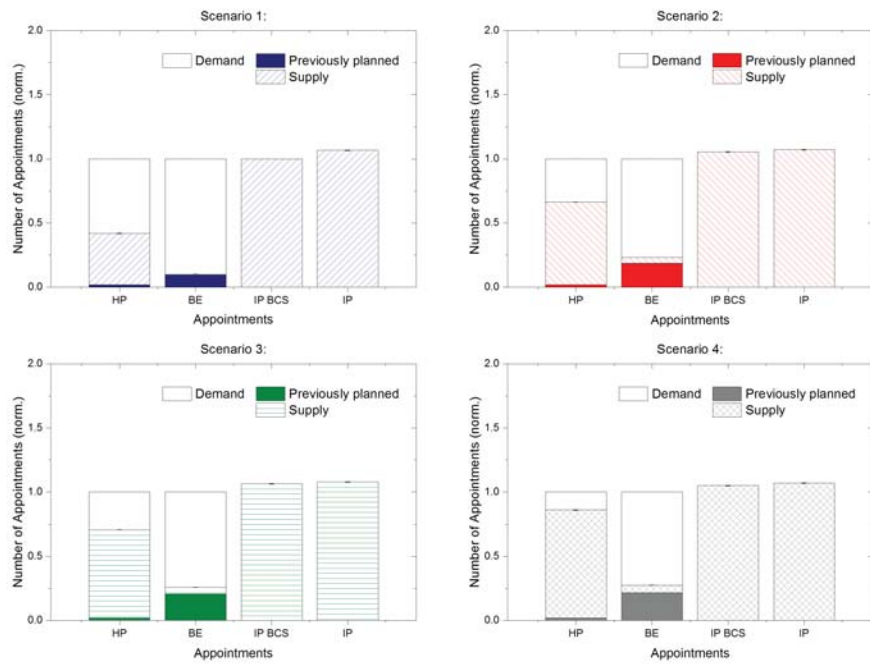 Scenario 1:
2.0
Demand
Previously planned
Supply
1.5
1.0
0.5
0.0
Number of Appointments (norm.)
HP
BE
IP BCS
IP
Appointments
Scenario 2:
2.0
Demand
Previously planned
Supply
1.5
1.0
0.5
0.0
Number of Appointments (norm.)
HP
BE
IP BCS
IP
Appointments
Scenario 3:
2.0
Demand
Previously planned
Supply
1.5
1.0
0.5
0.0
Number of Appointments (norm.)
HP
BE
IP BCS
IP
Appointments
Scenario 4:
2.0
Demand
Previously planned
Supply
1.5
1.0
0.5
0.0
Number of Appointments (norm.)
HP
BE
IP BCS
IP
Appointments